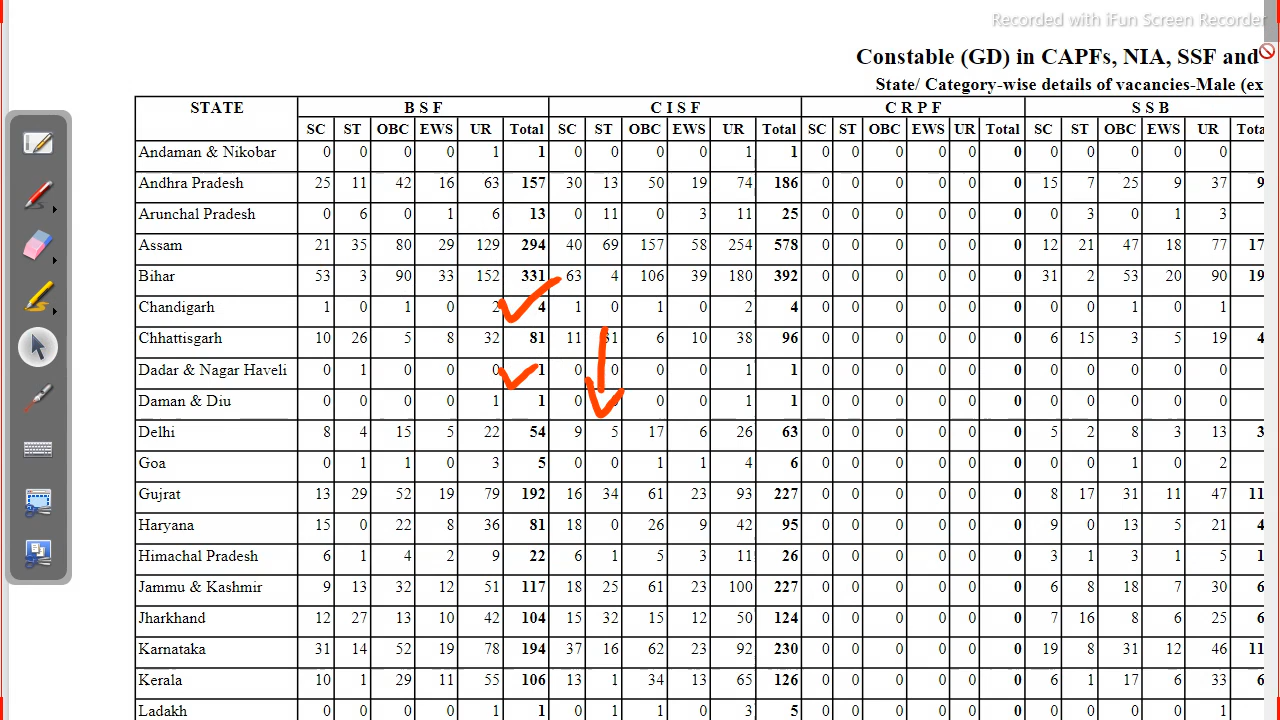 Recorded with iFun Screen Recorder
Constable (GD) in CAPFs, NIA, SSF and
State/ Category-wise details of vacancies-Male (ex
STATE BSF CISF CRPF SSB
SC ST OBC EWS UR Total SC ST OBC EWS UR Total SC ST OBC EWS UR Total SC ST OBC EWS UR Tota
Andaman & Nikobar 0 0 0 0 1 1 0 0 0 0 1 1 0 0 0 0 0 0 0 0 0 0 0
Andhra Pradesh 25 11 42 16 63 157 30 13 50 19 74 186 0 0 0 0 0 0 15 7 25 9 37 9
Arunchal Pradesh 0 6 0 1 6 13 0 11 0 3 11 25 0 0 0 0 0 0 0 3 0 1 3
Assam 21 35 80 29 129 294 40 69 157 58 254 578 0 0 0 0 0 0 12 21 47 18 77 17
Bihar 53 3 90 33 152 331 63 4 106 39 180 392 0 0 0 0 0 0 31 2 53 20 90 19
Chandigarh 1 0 1 0 2 4 1 0 1 0 2 4 0 0 0 0 0 0 0 0 1 0 1
Chhattisgarh 10 26 5 8 32 81 11 31 6 10 38 96 0 0 0 0 0 0 6 15 3 5 19 4
Dadar & Nagar Haveli 0 1 0 0 0 1 0 0 0 0 1 1 0 0 0 0 0 0 0 0 0 0 0
Daman & Diu 0 0 0 0 1 1 0 0 0 0 1 1 0 0 0 0 0 0 0 0 0 0 0
Delhi 8 4 15 5 22 54 9 5 17 6 26 63 0 0 0 0 0 0 5 2 8 3 13 3
Goa 0 1 1 0 3 5 0 0 1 1 4 6 0 0 0 0 0 0 0 0 1 0 2
Gujrat 13 29 52 19 79 192 16 34 61 23 93 227 0 0 0 0 0 0 8 17 31 11 47 11
Haryana 15 0 22 8 36 81 18 0 26 9 42 95 0 0 0 0 0 0 9 0 13 5 21 4
Himachal Pradesh 6 1 4 2 9 22 6 1 5 3 11 26 0 0 0 0 0 0 3 1 3 1 5 1
Jammu & Kashmir 9 13 32 12 51 117 18 25 61 23 100 227 0 0 0 0 0 0 6 8 18 7 30 6
Jharkhand 12 27 13 10 42 104 15 32 15 12 50 124 0 0 0 0 0 0 7 16 8 6 25 6
Karnataka 31 14 52 19 78 194 37 16 62 23 92 230 0 0 0 0 0 0 19 8 31 12 46 11
Kerala 10 1 29 11 55 106 13 1 34 13 65 126 0 0 0 0 0 0 6 1 17 6 33 6
Ladakh 0 0 0 0 1 1 0 1 1 0 3 5 0 0 0 0 0 0 0 0 0 0 1